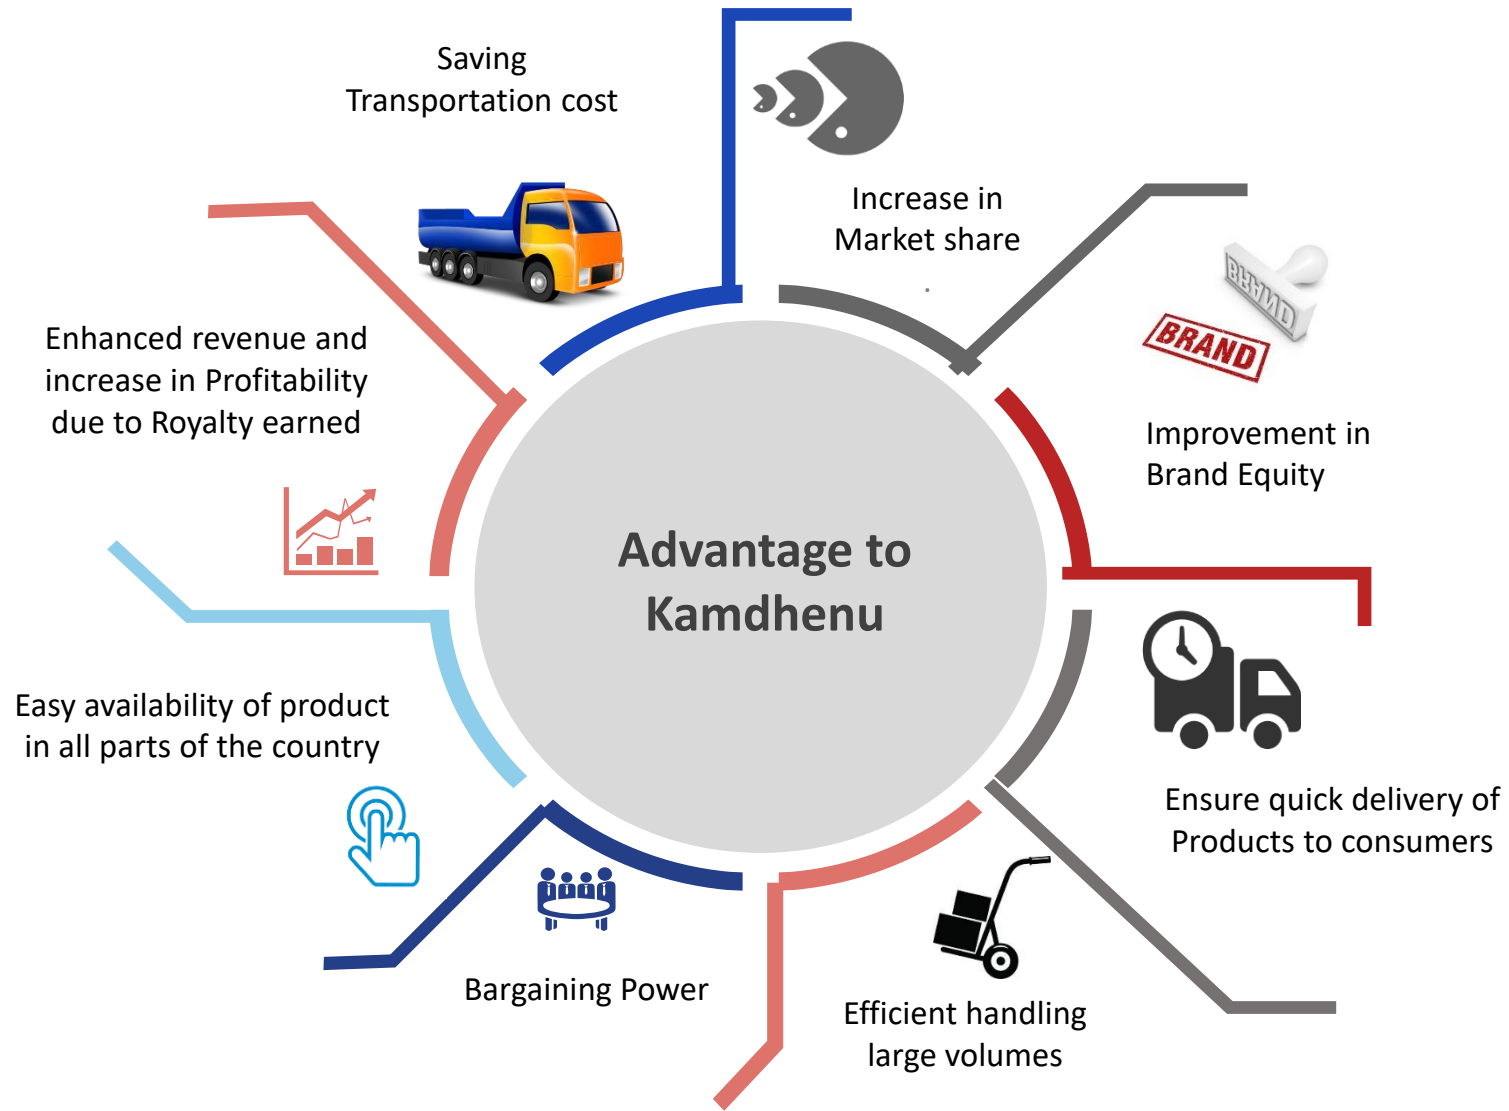 Saving
Transportation cost
Increase in
Market share
.
BRAND
BRAND
Improvement in
Brand Equity
Enhanced revenue and
increase in Profitability
due to Royalty earned
Advantage to
Kamdhenu
Easy availability of product
in all parts of the country
Ensure quick delivery of
Products to consumers
Bargaining Power
Efficient handling
large volumes